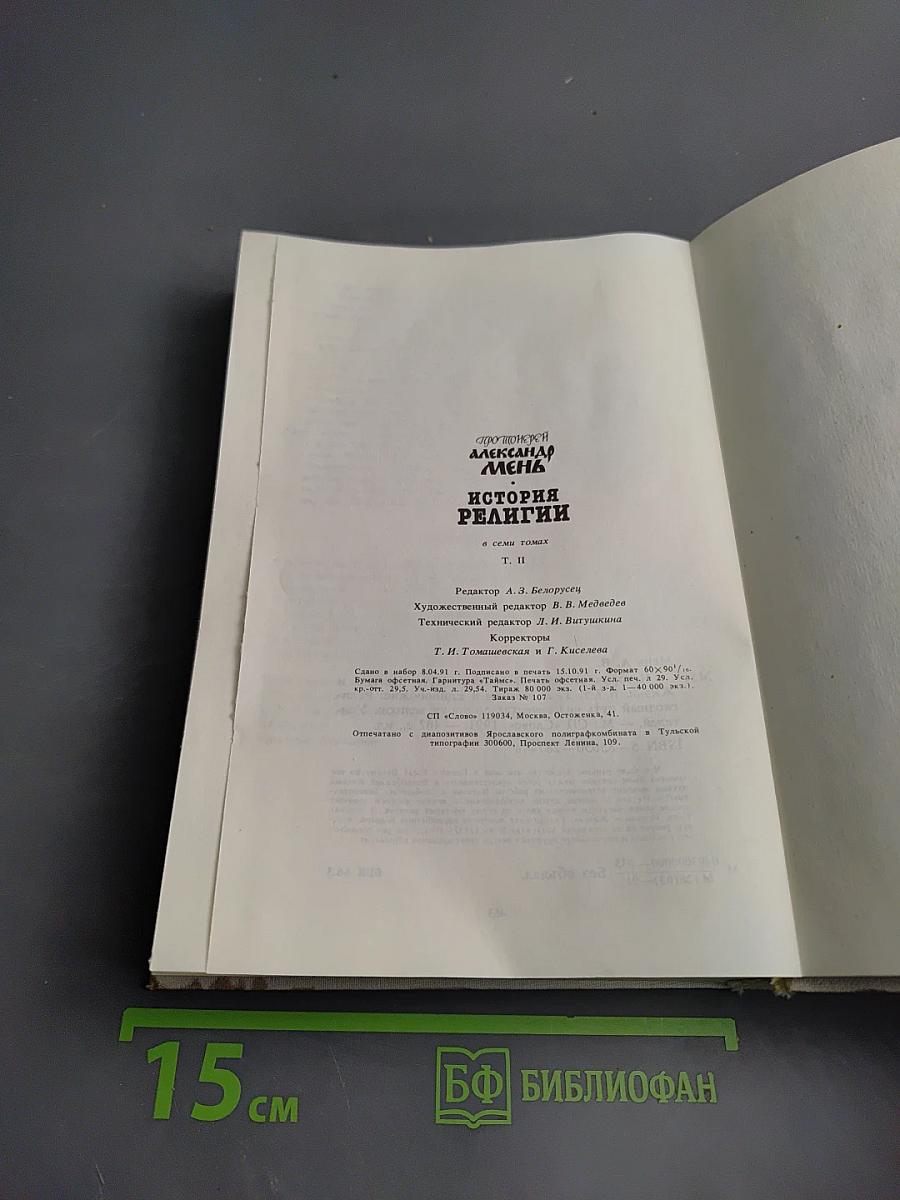 ПРОТОИЕРЕЙ
АЛЕКСАНДР
МЕНЬ
•
ИСТОРИЯ
РЕЛИГИИ
в семи томах
Т. II
Редактор А. З. Белорусец
Художественный редактор В. В. Медведев
Технический редактор Л. И. Витушкина
Корректоры
Т. И. Томашевская и Г. Киселева
Сдано в набор 8.04.91 г. Подписано в печать 15.10.91 г. Формат 60×90¹/₁₆.
Бумага офсетная. Гарнитура «Таймс». Печать офсетная. Усл. печ. л 29. Усл.
кр.-отт. 29,5. Уч.-изд. л. 29,54. Тираж 80 000 экз. (1-й з-д. 1—40 000 экз.).
Заказ № 107
СП «Слово» 119034, Москва, Остоженка, 41.
Отпечатано с диапозитивов Ярославского полиграфкомбината в Тульской
типографии 300600, Проспект Ленина, 109.
15 см
БФ БИБЛИОФАН